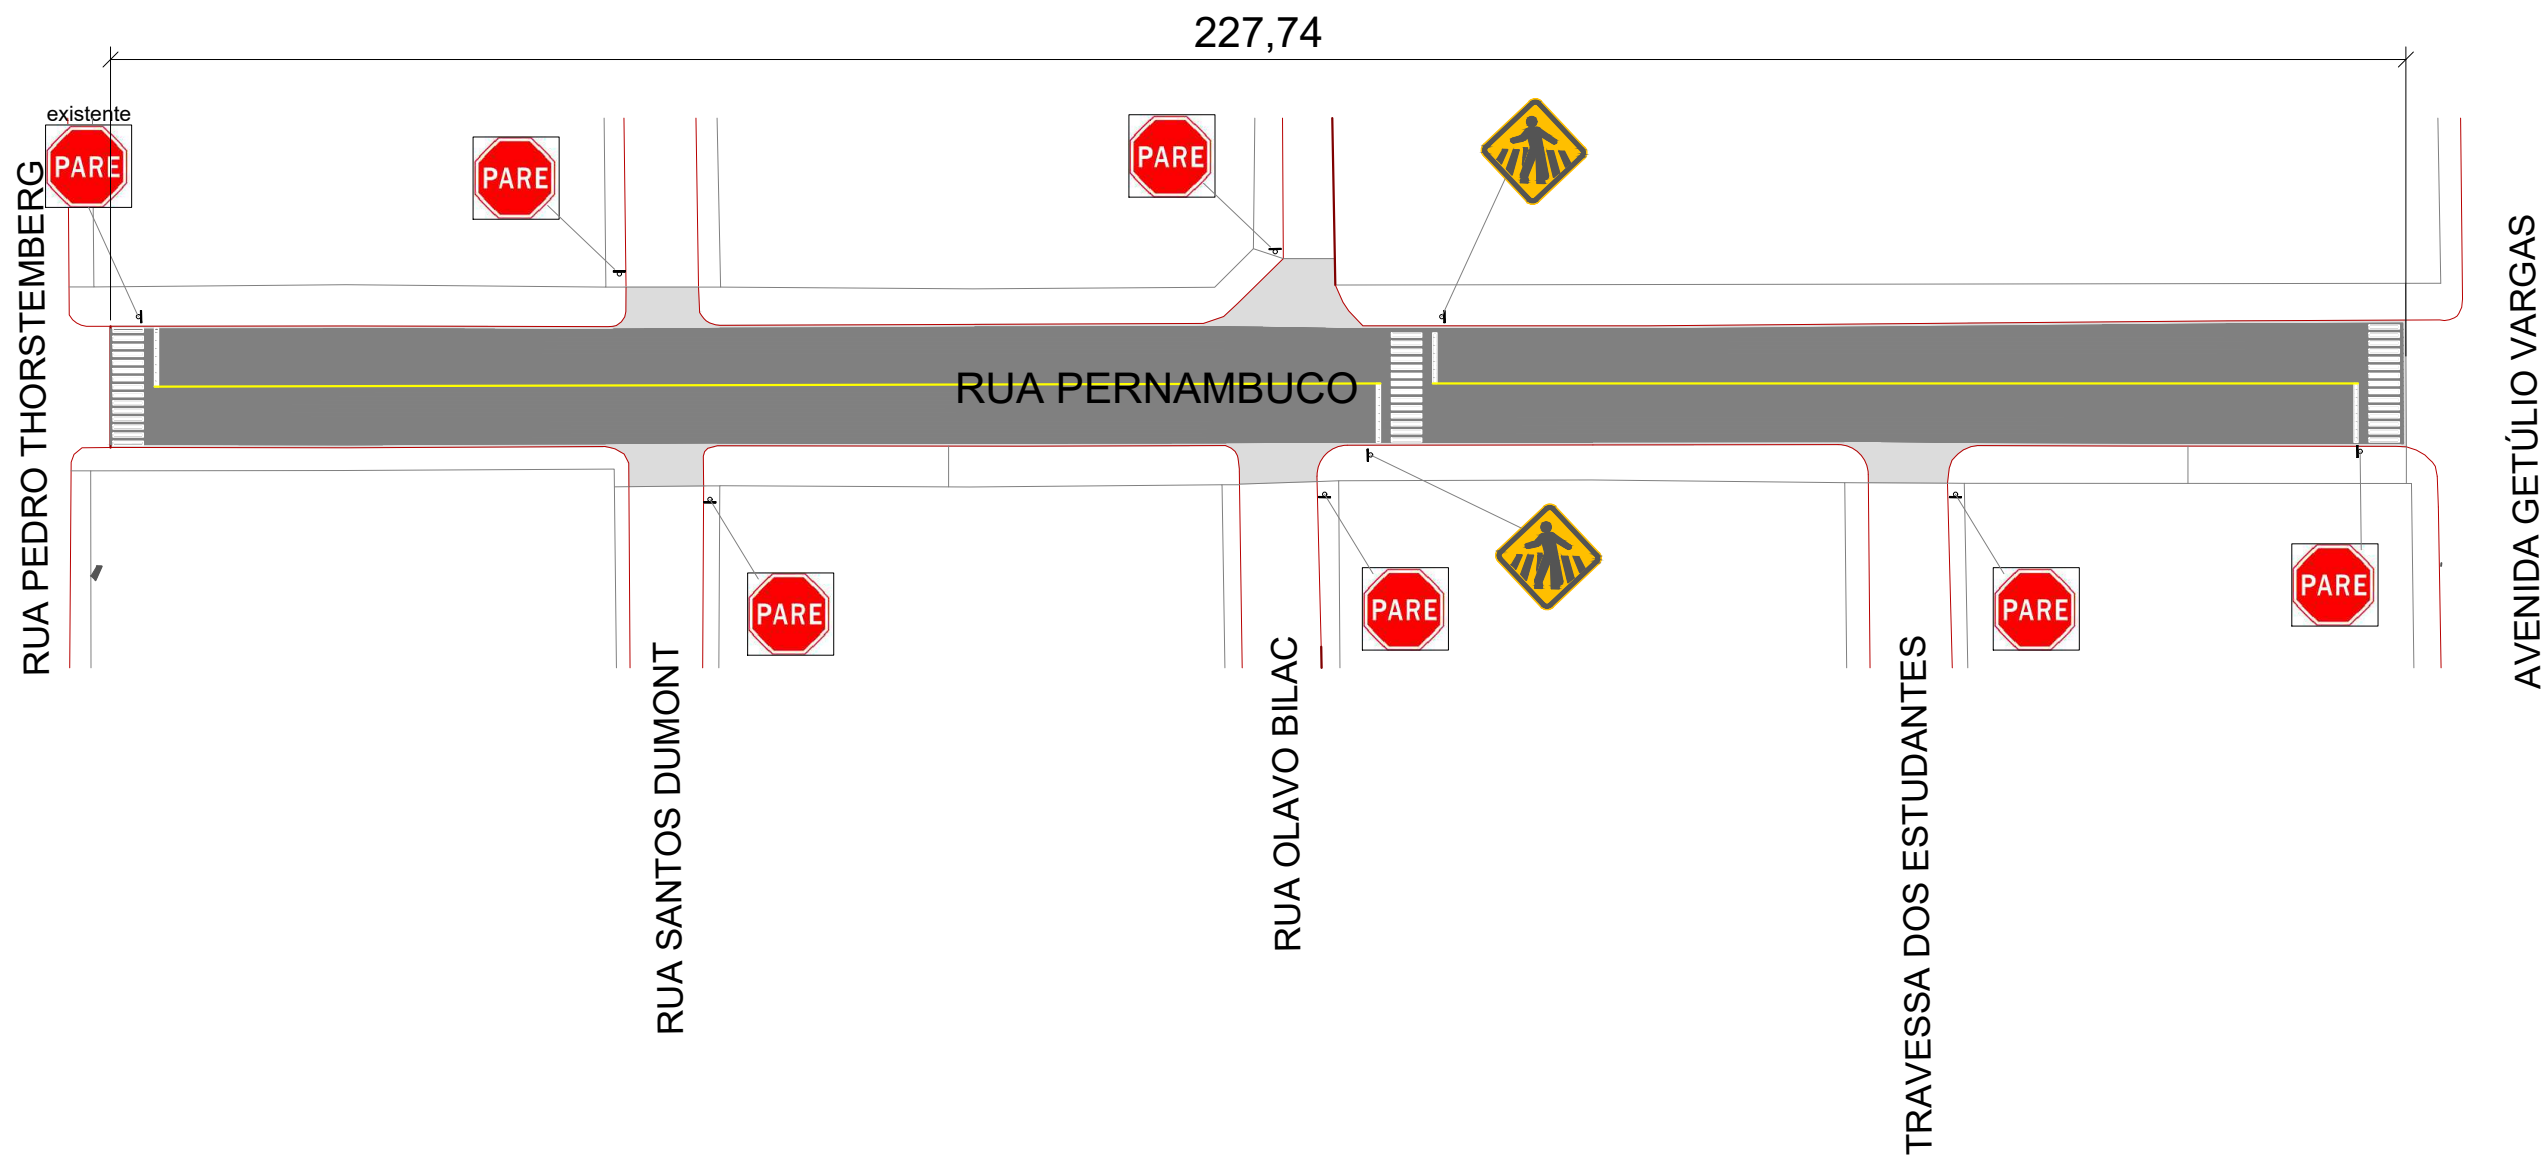 227,74
existente
PARE
PARE
PARE
RUA PEDRO THORSTEMBERG
RUA PERNAMBUCO
AVENIDA GETÚLIO VARGAS
PARE
PARE
PARE
PARE
RUA SANTOS DUMONT
RUA OLAVO BILAC
TRAVESSA DOS ESTUDANTES